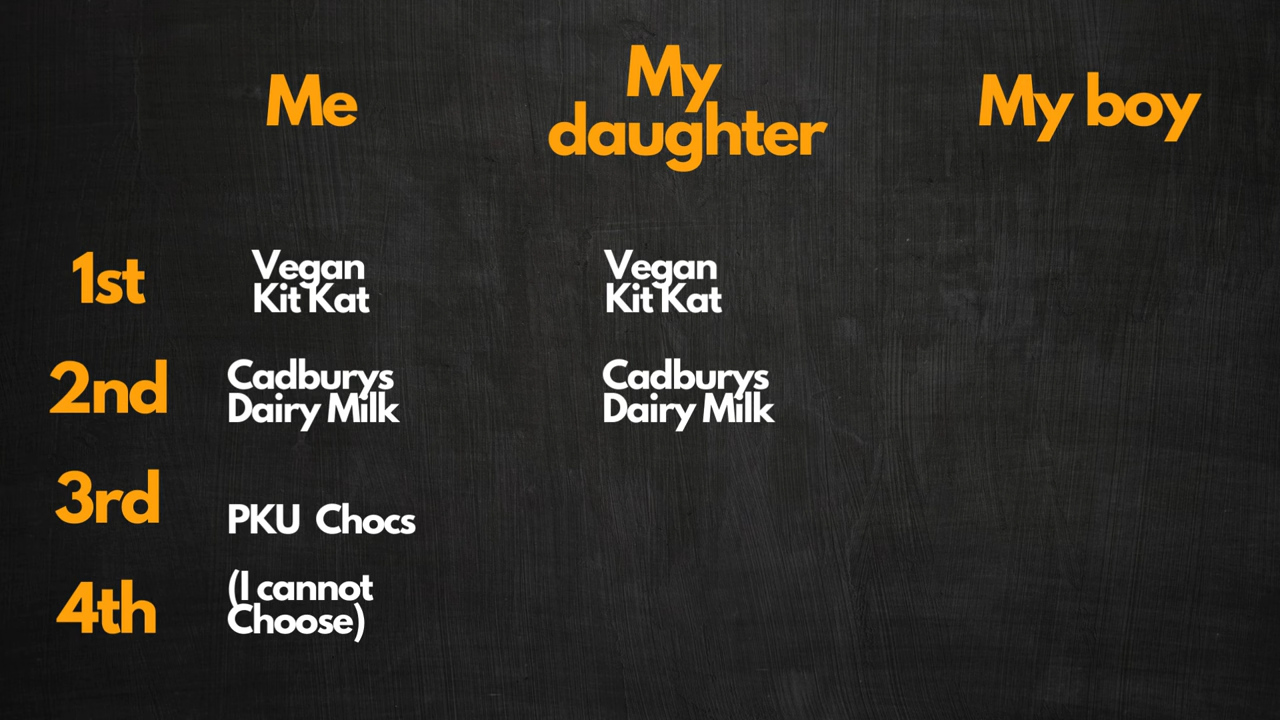 Me
My
daughter
My boy
1st
Vegan
Kit Kat
Vegan
Kit Kat
2nd
Cadburys
Dairy Milk
Cadburys
Dairy Milk
3rd
PKU Chocs
4th
(I cannot
Choose)